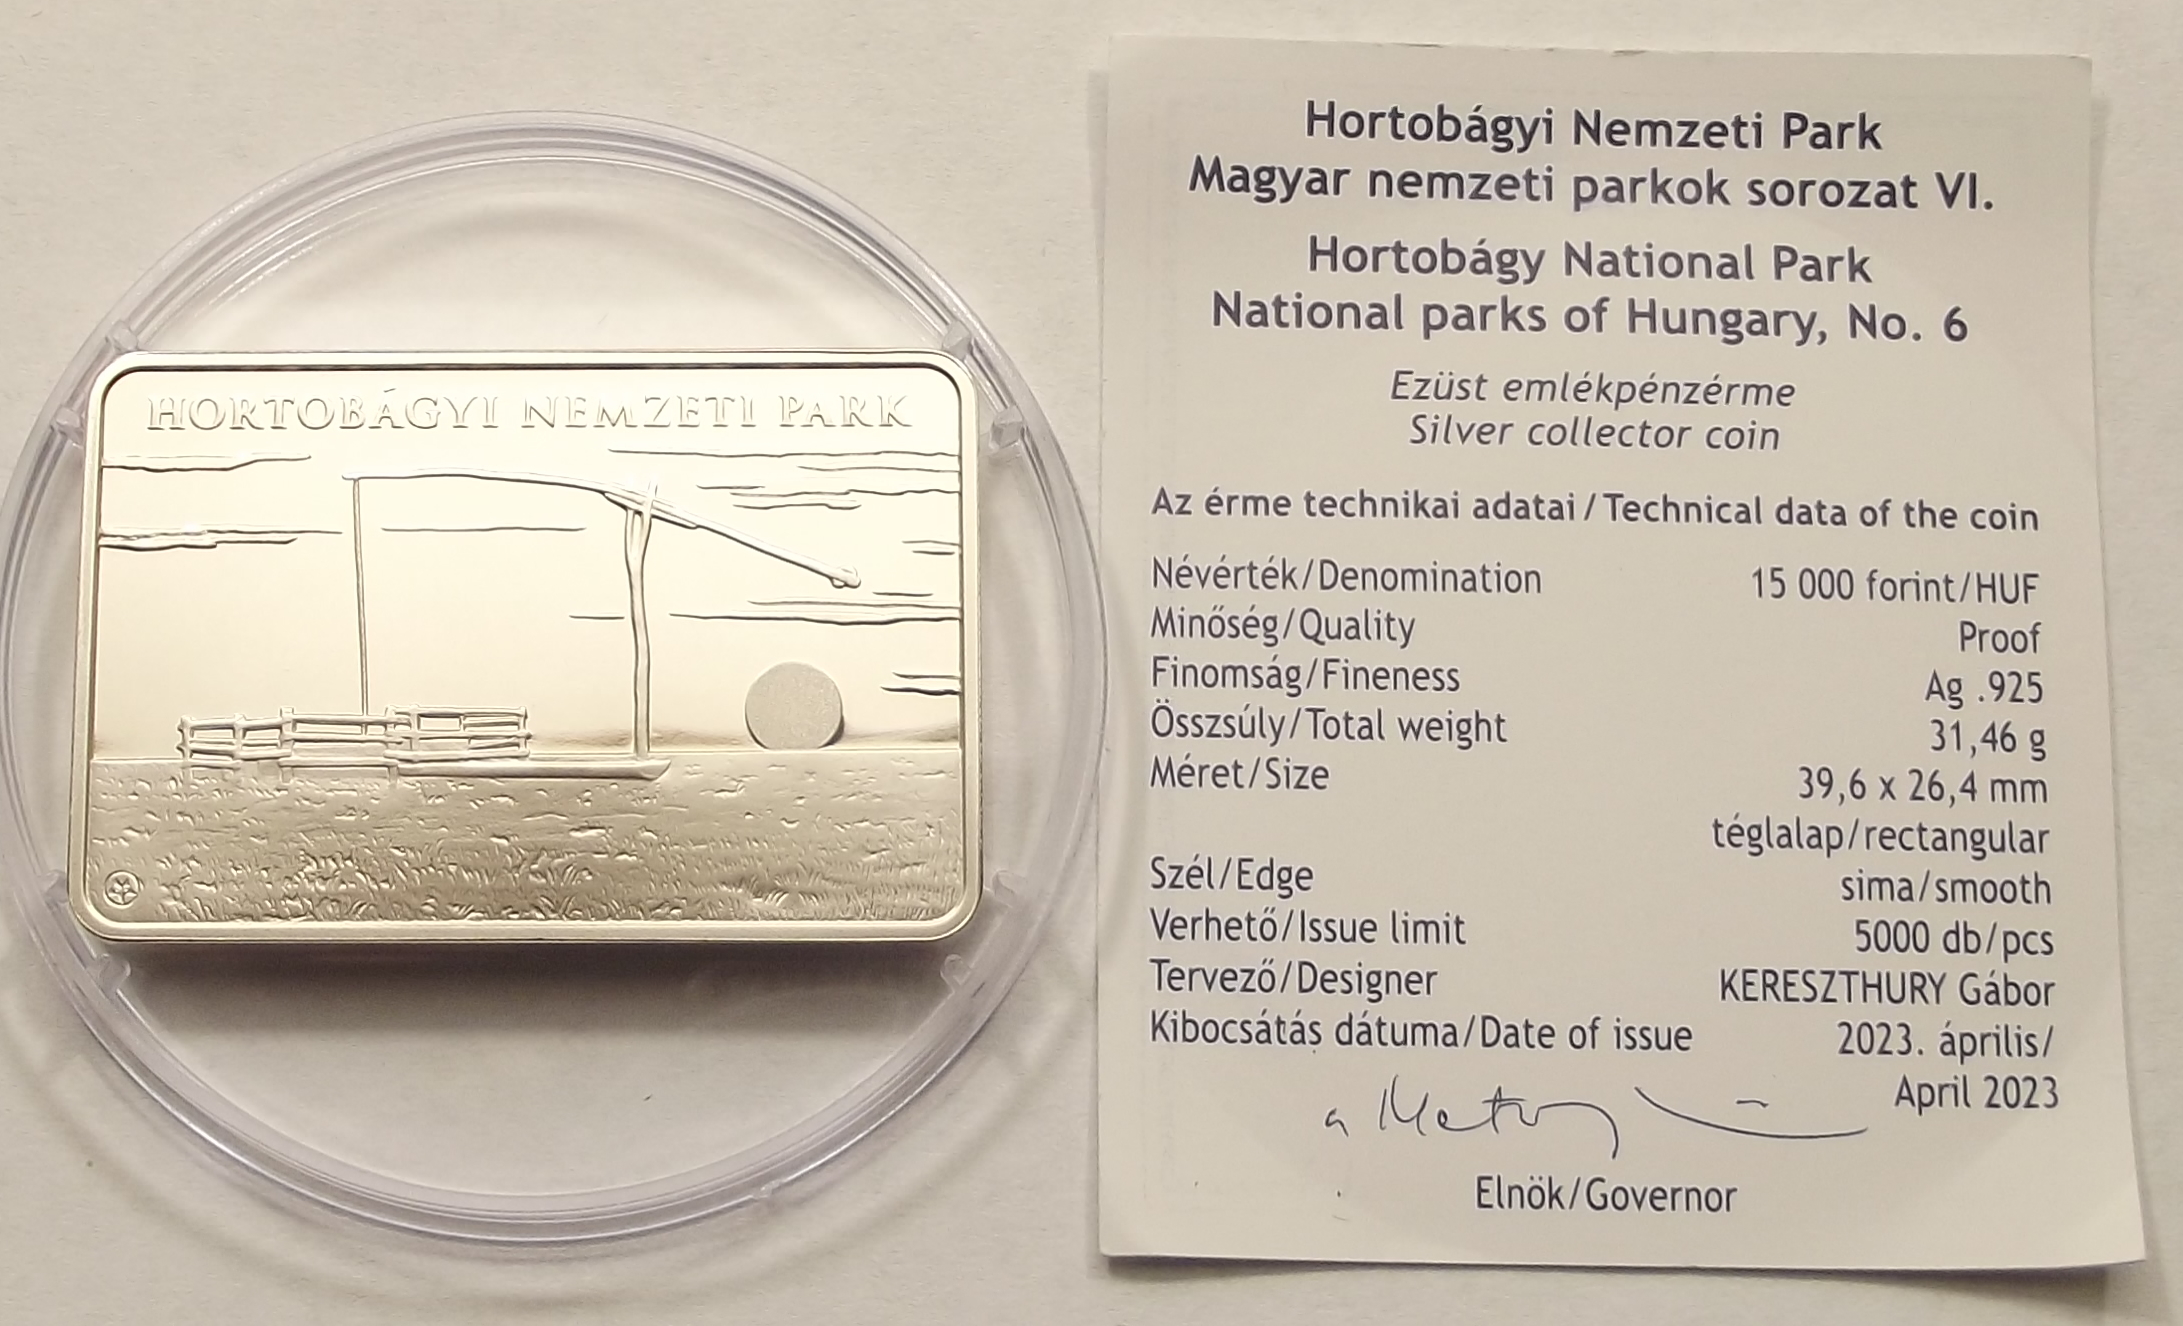 HORTOBÁGYI NEMZETI PARK
Hortobágyi Nemzeti Park
Magyar nemzeti parkok sorozat VI.
Hortobágy National Park
National parks of Hungary, No. 6
Ezüst emlékpénzérme
Silver collector coin
Az érme technikai adatai / Technical data of the coin
Névérték/Denomination 15 000 forint/HUF
Minőség/Quality Proof
Finomság/Fineness Ag .925
Összsúly/Total weight 31,46 g
Méret/Size 39,6 x 26,4 mm
téglalap/rectangular
Szél/Edge sima/smooth
Verhető/Issue limit 5000 db/pcs
Tervező/Designer KERESZTHURY Gábor
Kibocsátás dátuma/Date of issue 2023. április/
April 2023
Elnök/Governor